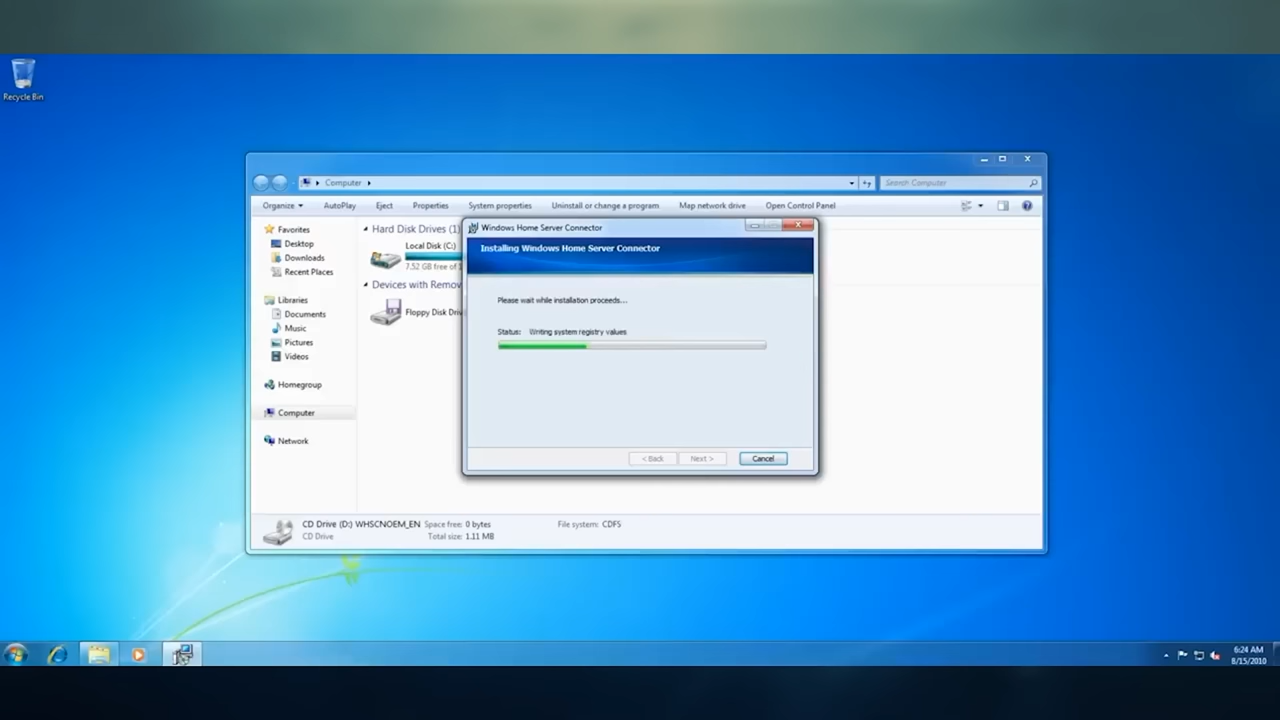 Recycle Bin
Computer
Search Computer
Organize AutoPlay Eject Properties System properties Uninstall or change a program Map network drive Open Control Panel
Favorites
Desktop
Downloads
Recent Places
Libraries
Documents
Music
Pictures
Videos
Homegroup
Computer
Network
Hard Disk Drives (1)
Local Disk (C:)
7.52 GB free of
Devices with Remov
Floppy Disk Driv
Windows Home Server Connector
Installing Windows Home Server Connector
Please wait while installation proceeds...
Status: Writing system registry values
< Back Next > Cancel
CD Drive (D:) WHSCNOEM_EN Space free: 0 bytes File system: CDFS
CD Drive Total size: 1.11 MB
6:24 AM
8/15/2010